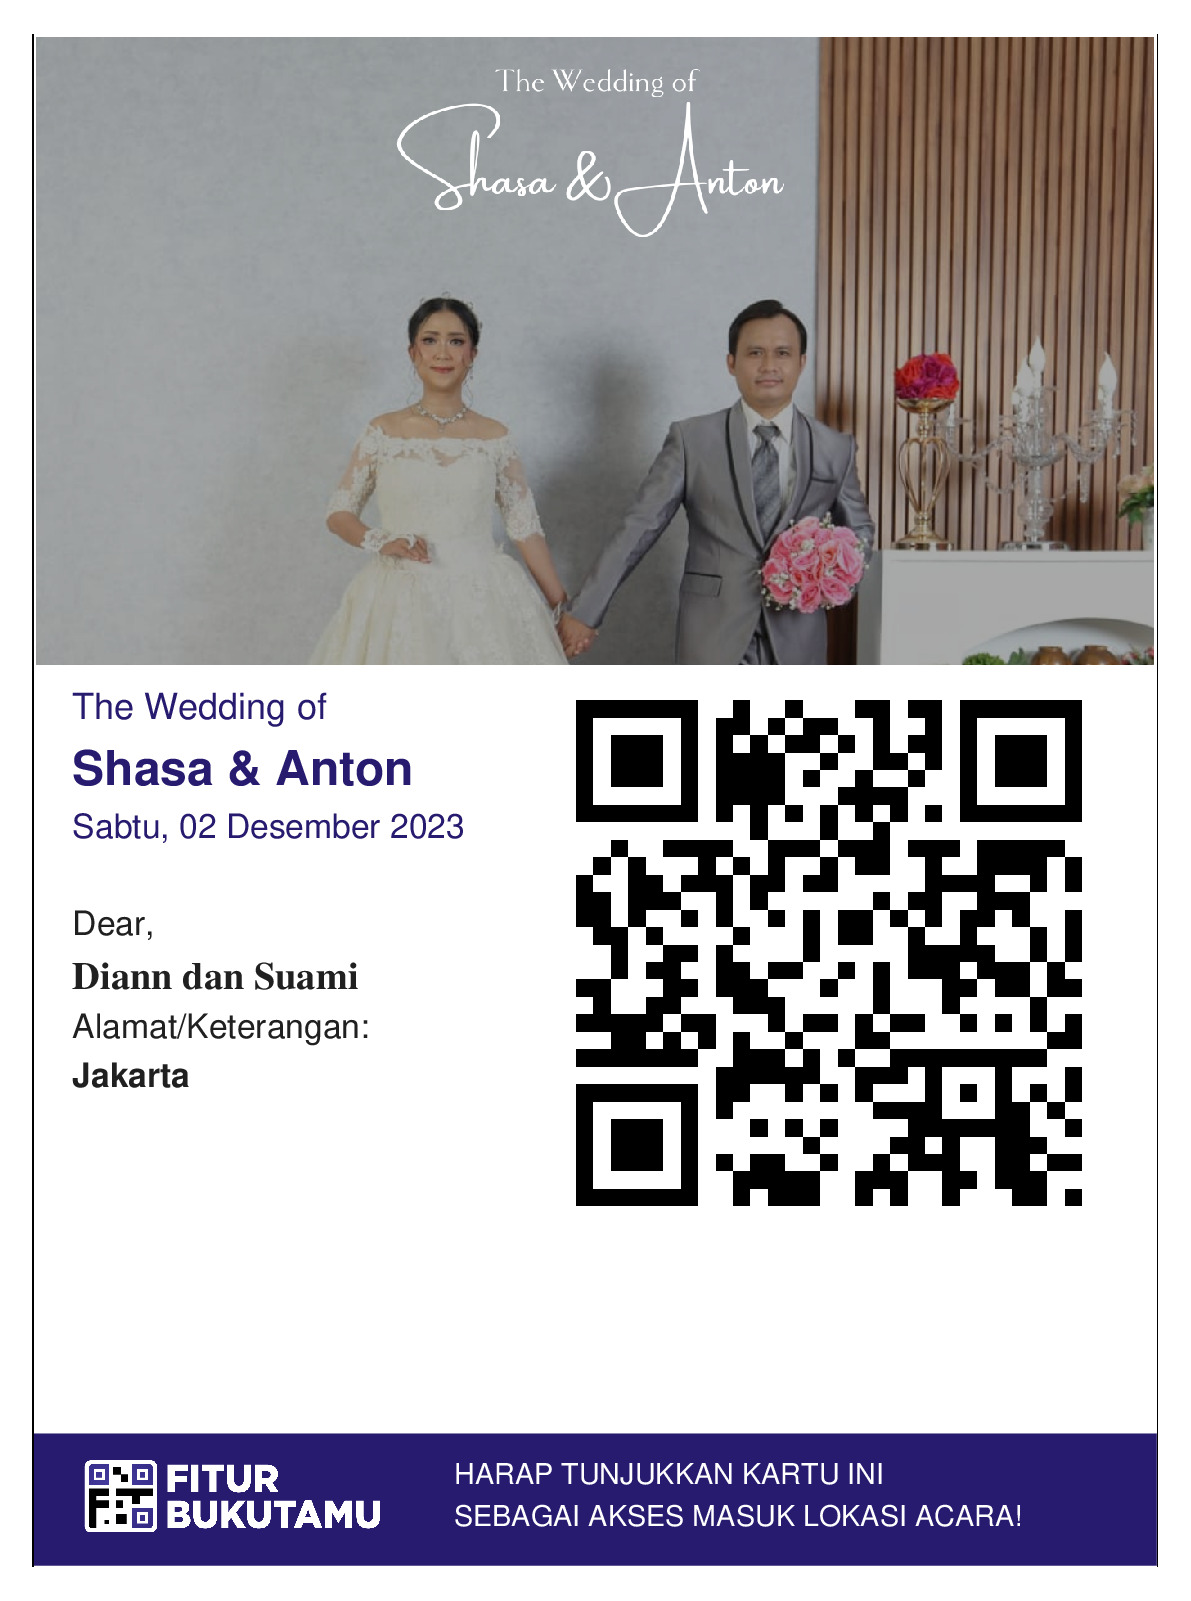 The Wedding of
Shasa & Anton
The Wedding of
Shasa & Anton
Sabtu, 02 Desember 2023
Dear,
Diann dan Suami
Alamat/Keterangan:
Jakarta
FITUR
BUKUTAMU
HARAP TUNJUKKAN KARTU INI
SEBAGAI AKSES MASUK LOKASI ACARA!